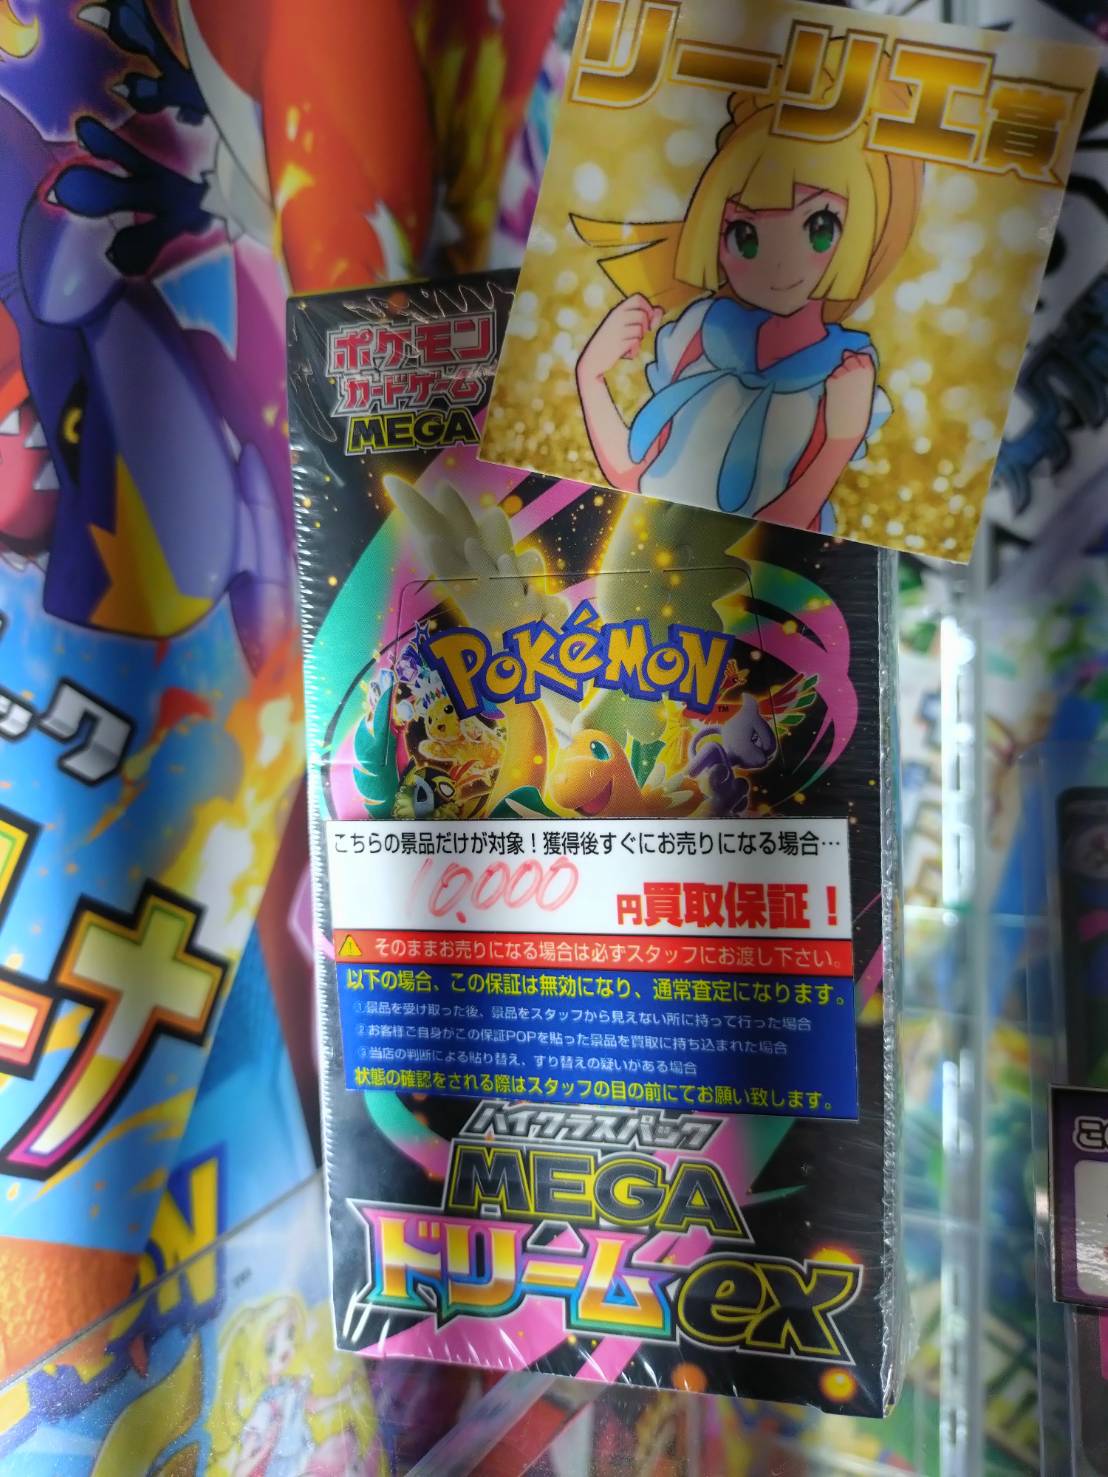 リーリエ賞
ポケモン
カードゲーム
MEGA
POKÉMON
こちらの景品だけが対象！獲得後すぐにお売りになる場合…
10,000
円買取保証！
そのままお売りになる場合は必ずスタッフにお渡し下さい。
以下の場合、この保証は無効になり、通常査定になります。
①景品を受け取った後、景品をスタッフから見えない所に持って行った場合
②お客様ご自身がこの保証POPを貼った景品を買取に持ち込まれた場合
③当店の判断による貼り替え、すり替えの疑いがある場合
状態の確認をされる際はスタッフの目の前にてお願い致します。
ハイクラスパック
MEGA
ドリームex
ック
ーナ
ON